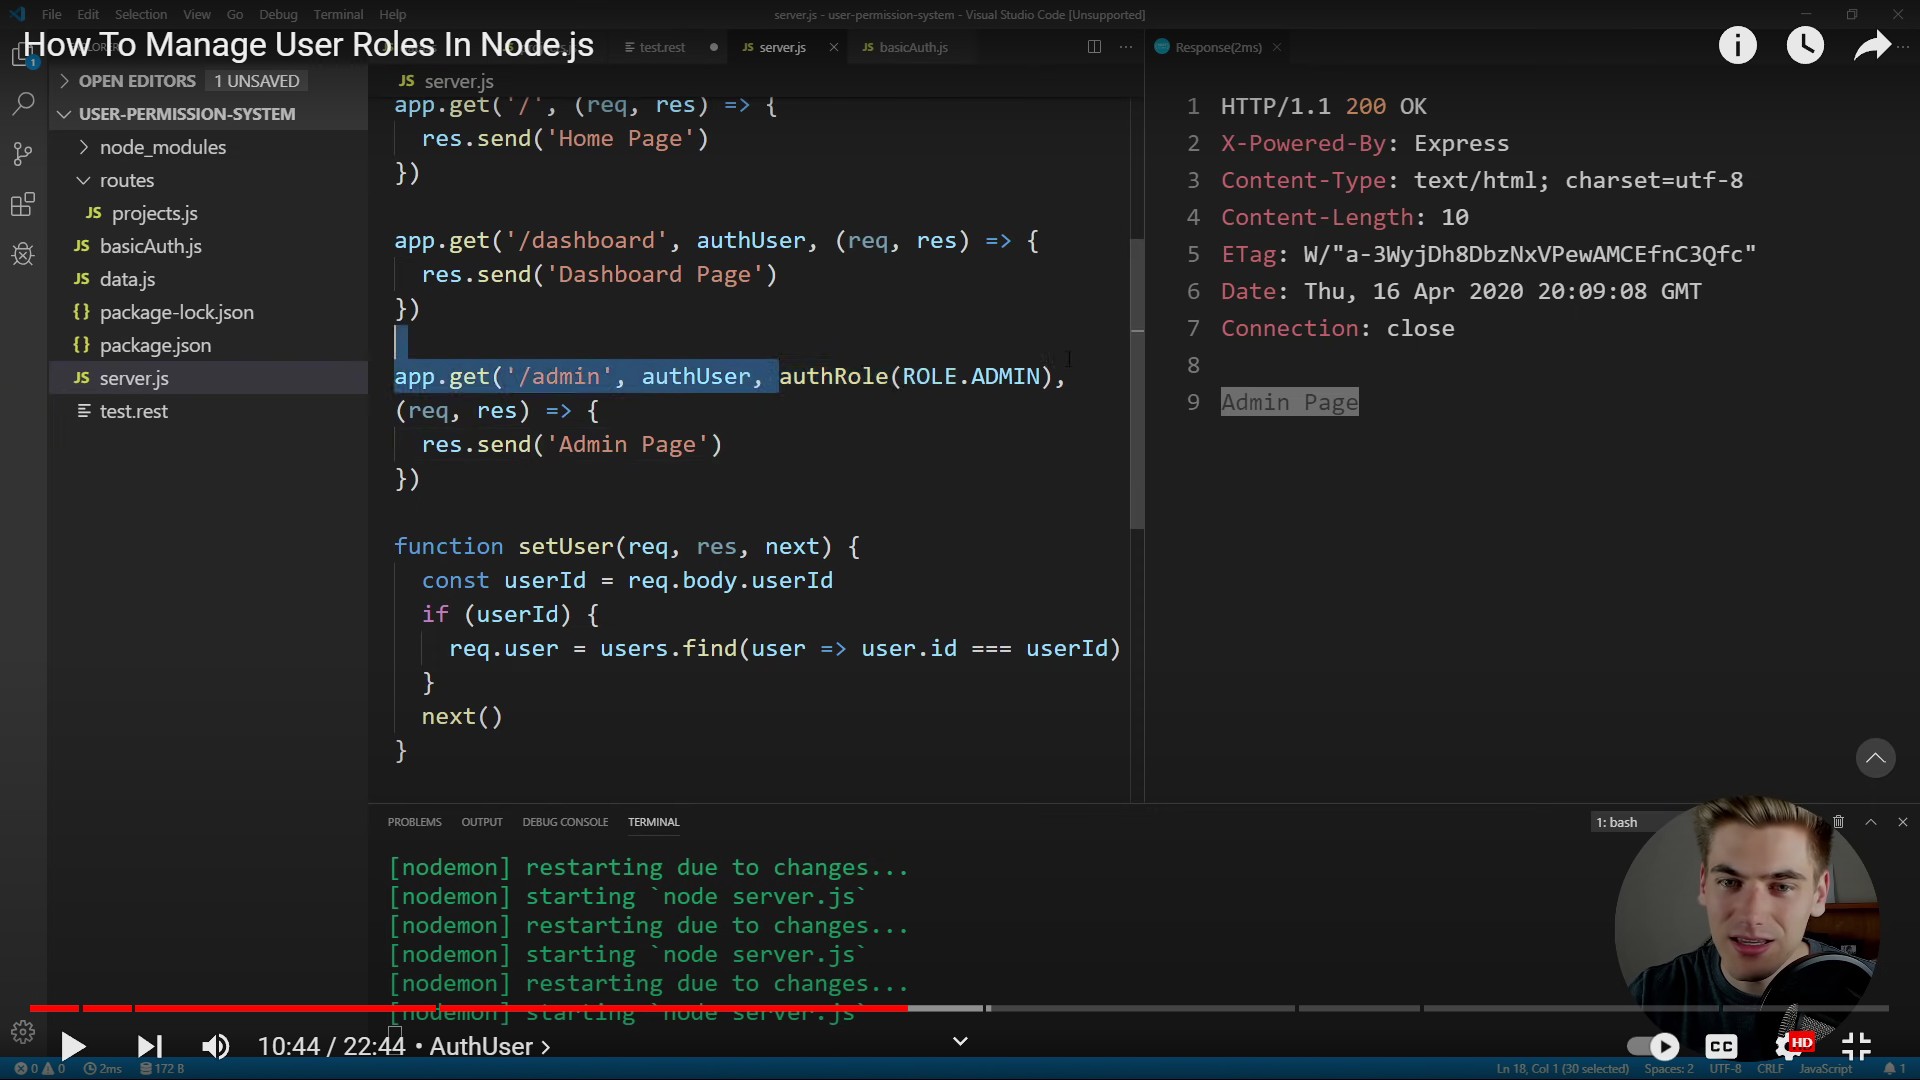 File Edit Selection View Go Debug Terminal Help
server.js - user-permission-system - Visual Studio Code [Unsupported]
How To Manage User Roles In Node.js
test.rest
JS server.js
JS basicAuth.js
Response(2ms)
1
OPEN EDITORS 1 UNSAVED
USER-PERMISSION-SYSTEM
node_modules
routes
JS projects.js
JS basicAuth.js
JS data.js
{} package-lock.json
{} package.json
JS server.js
test.rest
JS server.js
app.get('/', (req, res) => {
res.send('Home Page')
})
app.get('/dashboard', authUser, (req, res) => {
res.send('Dashboard Page')
})
app.get('/admin', authUser, authRole(ROLE.ADMIN),
(req, res) => {
res.send('Admin Page')
})
function setUser(req, res, next) {
const userId = req.body.userId
if (userId) {
req.user = users.find(user => user.id === userId)
}
next()
}
1 HTTP/1.1 200 OK
2 X-Powered-By: Express
3 Content-Type: text/html; charset=utf-8
4 Content-Length: 10
5 ETag: W/"a-3WyjDh8DbzNxVPewAMCEfnC3Qfc"
6 Date: Thu, 16 Apr 2020 20:09:08 GMT
7 Connection: close
8
9 Admin Page
PROBLEMS OUTPUT DEBUG CONSOLE TERMINAL
1: bash
[nodemon] restarting due to changes...
[nodemon] starting `node server.js`
[nodemon] restarting due to changes...
[nodemon] starting `node server.js`
[nodemon] restarting due to changes...
[nodemon] starting `node server.js`
10:44 / 22:44 • AuthUser >
CC
HD
0 0 2ms 172 B
Ln 18, Col 1 (30 selected) Spaces: 2 UTF-8 CRLF JavaScript 1